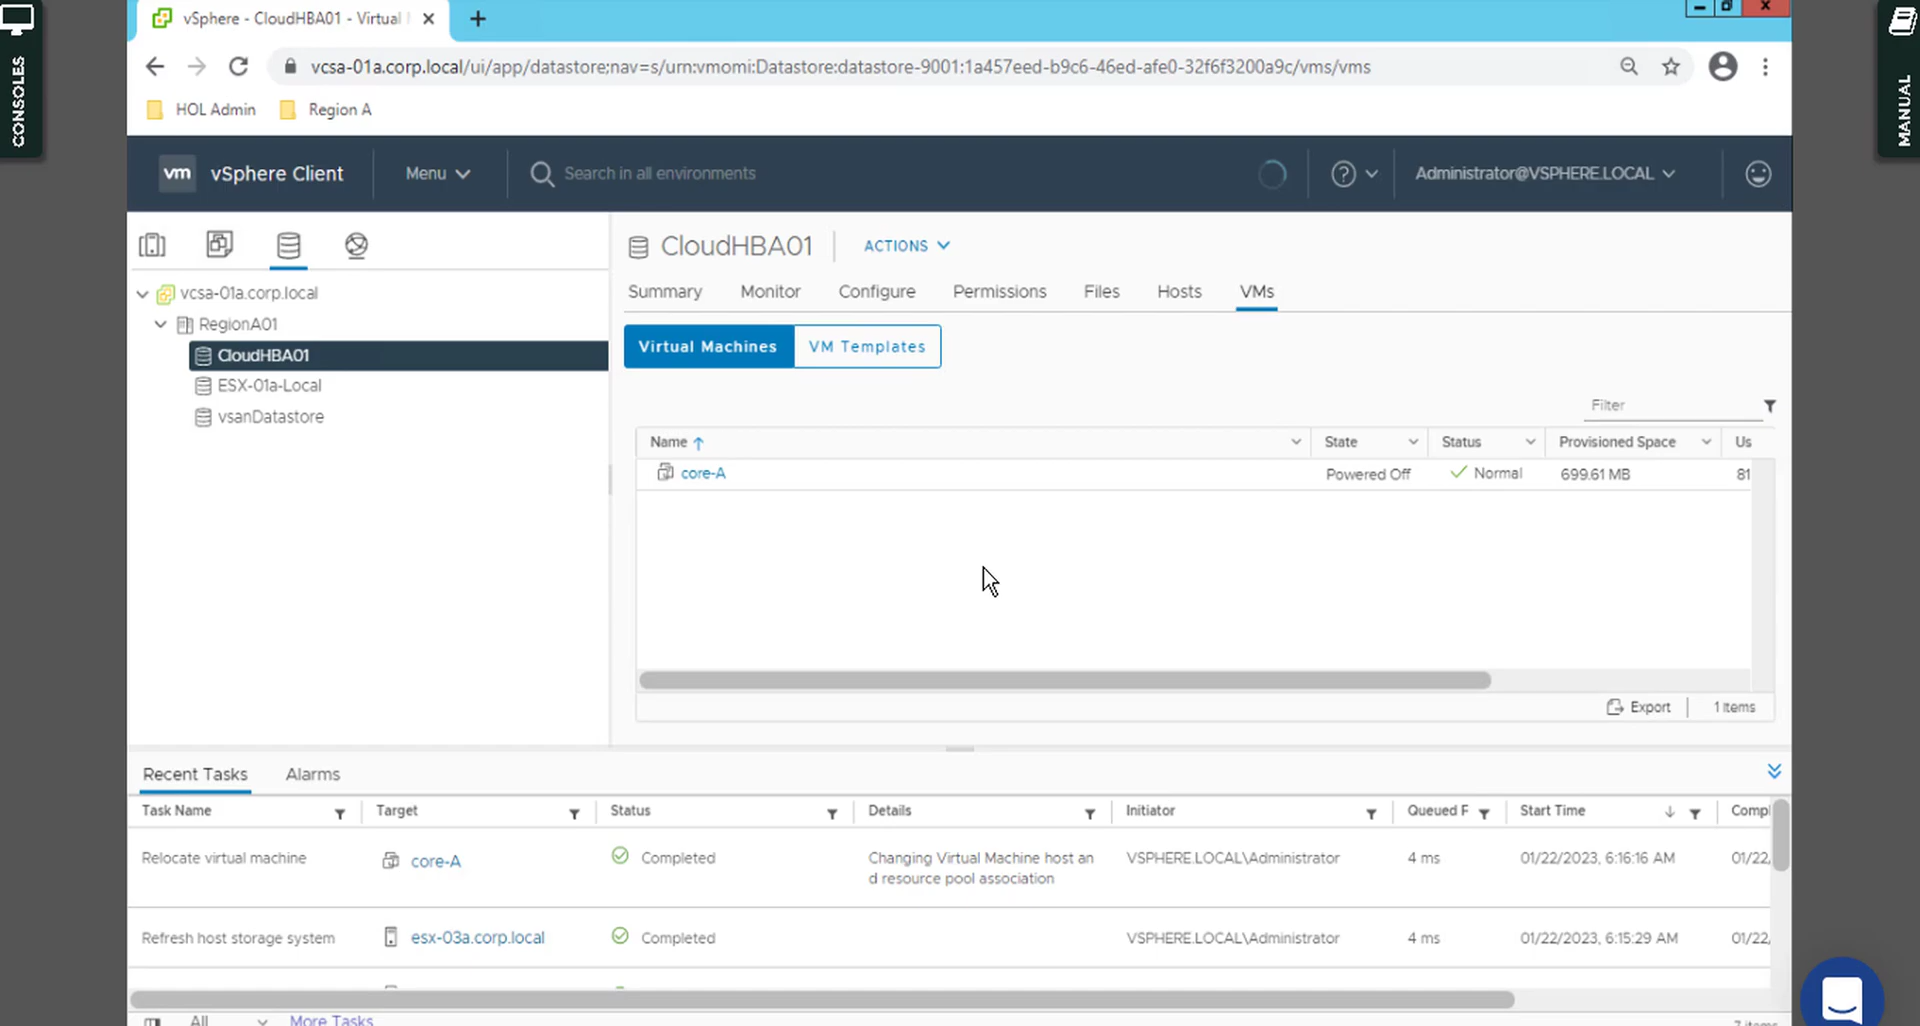 CONSOLES
MANUAL
vSphere - CloudHBA01 - Virtual
vcsa-01a.corp.local/ui/app/datastore;nav=s/urn:vmomi:Datastore:datastore-9001:1a457eed-b9c6-46ed-afe0-32f6f3200a9c/vms/vms
HOL Admin Region A
vm vSphere Client Menu Search in all environments Administrator@VSPHERE.LOCAL
vcsa-01a.corp.local
RegionA01
CloudHBA01
ESX-01a-Local
vsanDatastore
CloudHBA01 ACTIONS
Summary Monitor Configure Permissions Files Hosts VMs
Virtual Machines VM Templates
Filter
Name State Status Provisioned Space Us
core-A Powered Off Normal 699.61 MB 81
Export 1 items
Recent Tasks Alarms
Task Name Target Status Details Initiator Queued F Start Time Compl
Relocate virtual machine core-A Completed Changing Virtual Machine host an VSPHERE.LOCAL\Administrator 4 ms 01/22/2023, 6:16:16 AM 01/22,
d resource pool association
Refresh host storage system esx-03a.corp.local Completed VSPHERE.LOCAL\Administrator 4 ms 01/22/2023, 6:15:29 AM 01/22,
All More Tasks